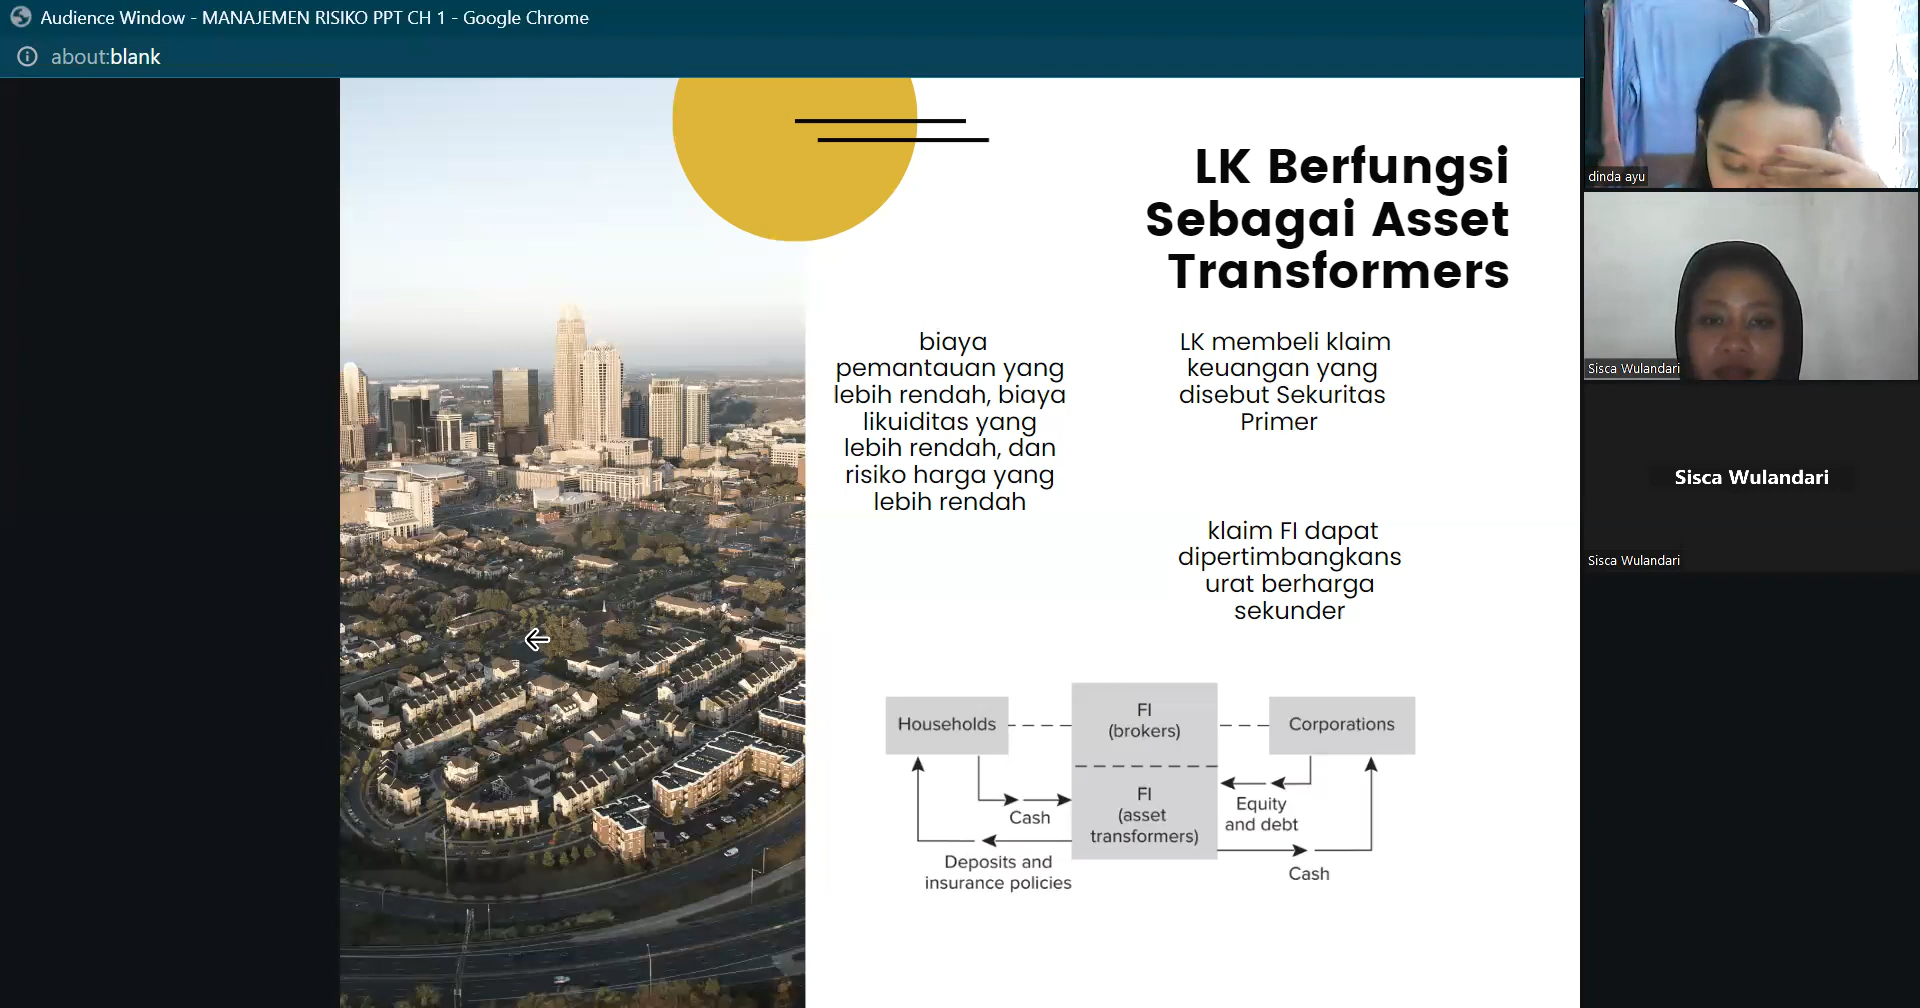 Audience Window - MANAJEMEN RISIKO PPT CH 1 - Google Chrome
about:blank
LK Berfungsi
Sebagai Asset
Transformers
biaya
pemantauan yang
lebih rendah, biaya
likuiditas yang
lebih rendah, dan
risiko harga yang
lebih rendah
LK membeli klaim
keuangan yang
disebut Sekuritas
Primer
klaim FI dapat
dipertimbangkans
urat berharga
sekunder
Households
FI
(brokers)
Corporations
FI
(asset
transformers)
Cash
Equity
and debt
Deposits and
insurance policies
Cash
dinda ayu
Sisca Wulandari
Sisca Wulandari
Sisca Wulandari